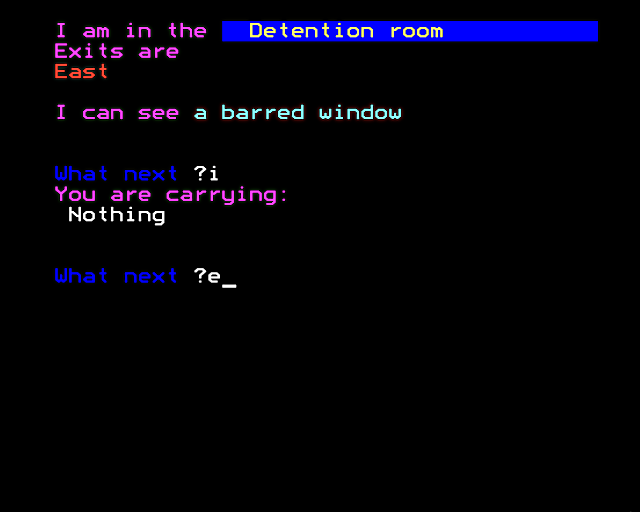 I am in the Detention room
Exits are
East
I can see a barred window
What next ?i
You are carrying:
Nothing
What next ?e_